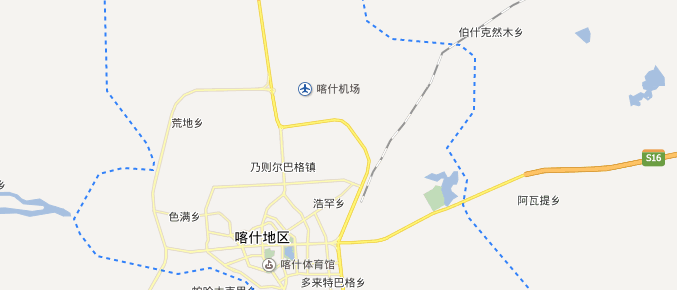 伯什克然木乡
喀什机场
荒地乡
S16
乃则尔巴格镇
乡
阿瓦提乡
浩罕乡
色满乡
喀什地区
喀什体育馆
多来特巴格乡